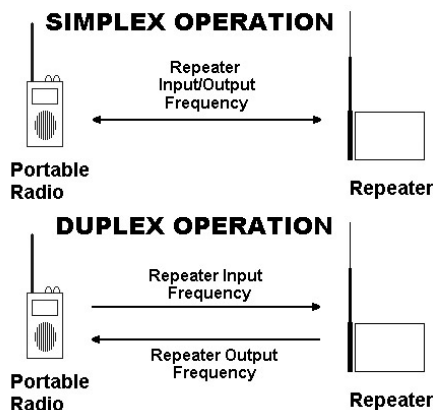 SIMPLEX OPERATION
Repeater
Input/Output
Frequency
Portable
Radio
Repeater
DUPLEX OPERATION
Repeater Input
Frequency
Repeater Output
Frequency
Portable
Radio
Repeater